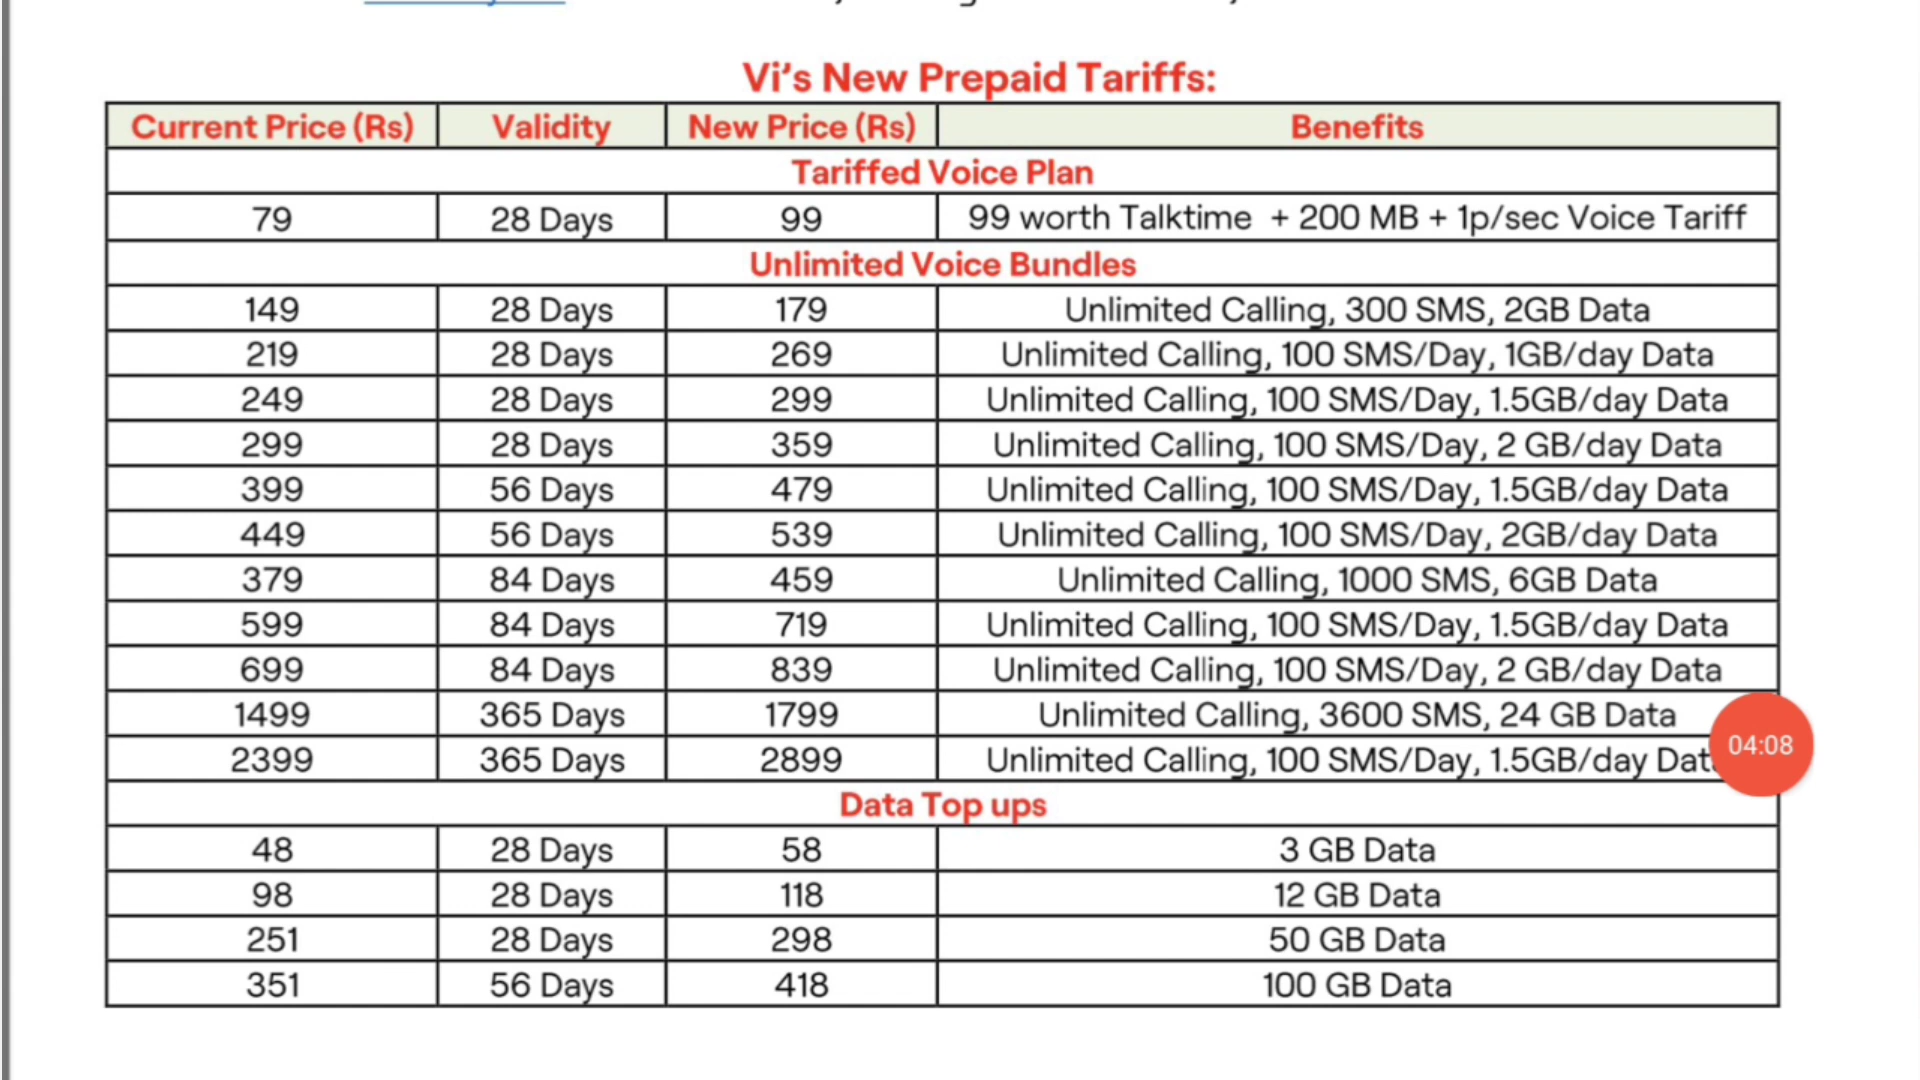 Vi's New Prepaid Tariffs:
Current Price (Rs) Validity New Price (Rs) Benefits
Tariffed Voice Plan
79 28 Days 99 99 worth Talktime + 200 MB + 1p/sec Voice Tariff
Unlimited Voice Bundles
149 28 Days 179 Unlimited Calling, 300 SMS, 2GB Data
219 28 Days 269 Unlimited Calling, 100 SMS/Day, 1GB/day Data
249 28 Days 299 Unlimited Calling, 100 SMS/Day, 1.5GB/day Data
299 28 Days 359 Unlimited Calling, 100 SMS/Day, 2 GB/day Data
399 56 Days 479 Unlimited Calling, 100 SMS/Day, 1.5GB/day Data
449 56 Days 539 Unlimited Calling, 100 SMS/Day, 2GB/day Data
379 84 Days 459 Unlimited Calling, 1000 SMS, 6GB Data
599 84 Days 719 Unlimited Calling, 100 SMS/Day, 1.5GB/day Data
699 84 Days 839 Unlimited Calling, 100 SMS/Day, 2 GB/day Data
1499 365 Days 1799 Unlimited Calling, 3600 SMS, 24 GB Data
04:08
2399 365 Days 2899 Unlimited Calling, 100 SMS/Day, 1.5GB/day Dat
Data Top ups
48 28 Days 58 3 GB Data
98 28 Days 118 12 GB Data
251 28 Days 298 50 GB Data
351 56 Days 418 100 GB Data